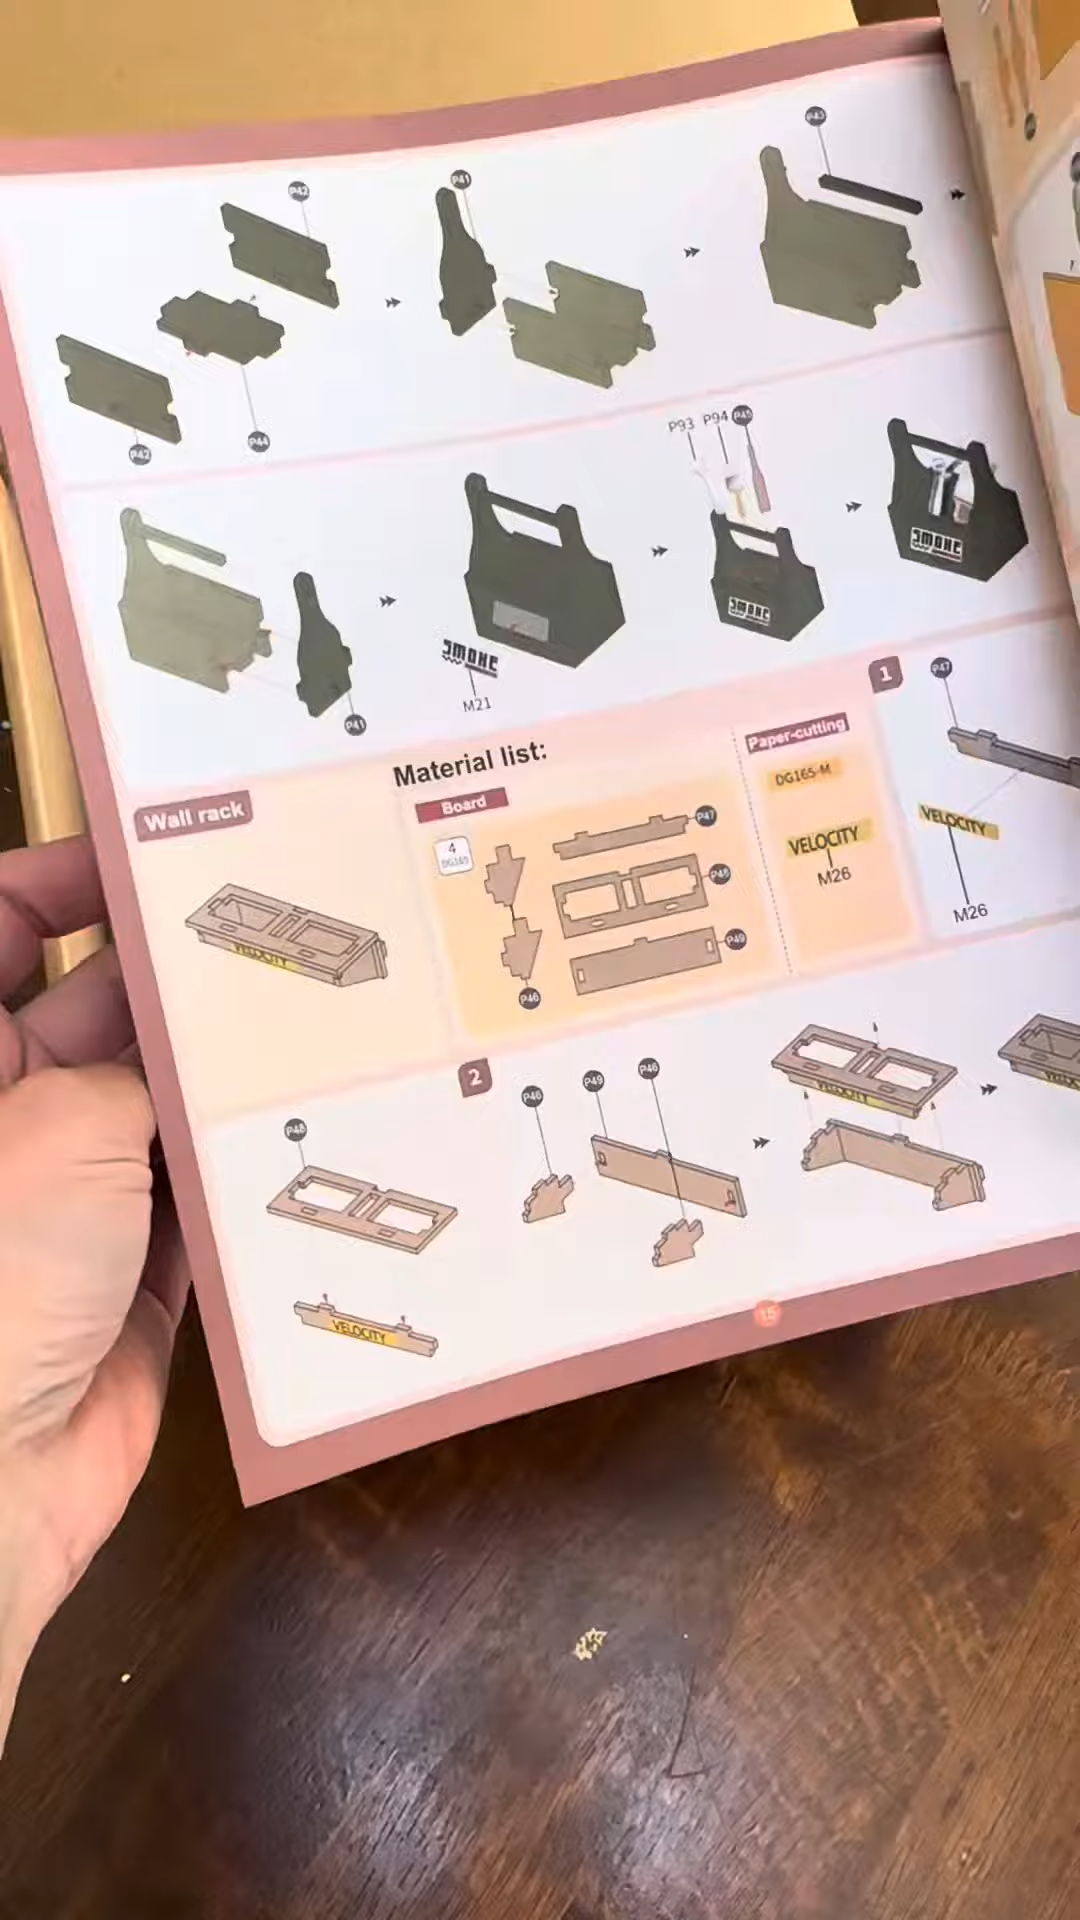 P43
P42
P41
P42
P44
P93 P94 P45
SMOKE
SMOKE
SMOKE
M21
P41
1
P47
Material list:
Paper-cutting
Wall rack
Board
DG165-M
4
DG165
P47
VELOCITY
VELOCITY
M26
P48
M26
P49
VELOCITY
P46
2
P46
P49
P46
P48
VELOCITY
VELOCITY
15